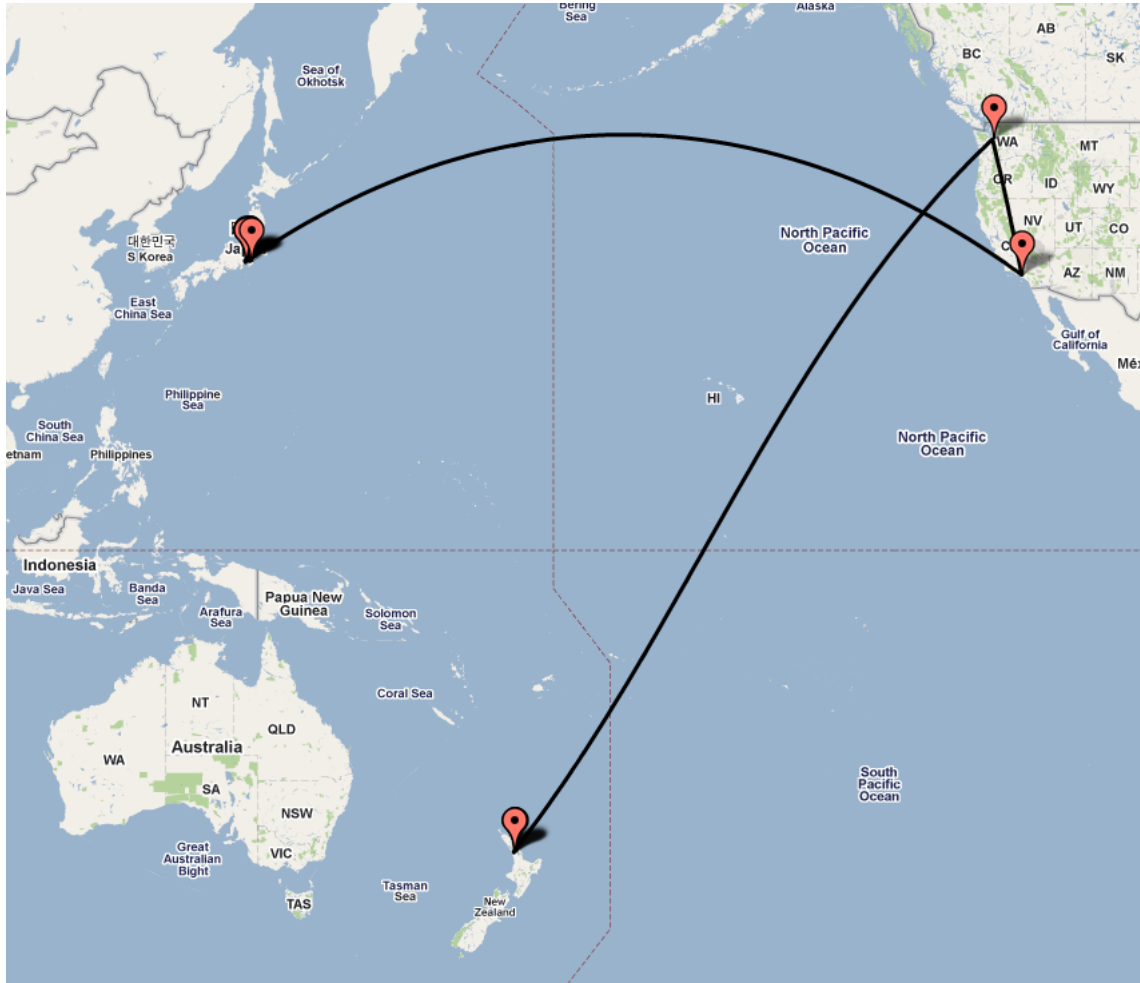 Bering
Sea
Alaska
AB
BC
SK
Sea of
Okhotsk
WA
MT
OR
ID
WY
NV
UT
CO
AZ
NM
North Pacific
Ocean
대한민국
S Korea
Ja
East
China Sea
Gulf of
California
Méx
HI
Philippine
Sea
South
China Sea
etnam
Philippines
North Pacific
Ocean
Indonesia
Java Sea
Banda
Sea
Papua New
Guinea
Arafura
Sea
Solomon
Sea
Coral Sea
NT
QLD
Australia
WA
SA
NSW
VIC
South
Pacific
Ocean
Great
Australian
Bight
TAS
Tasman
Sea
New
Zealand